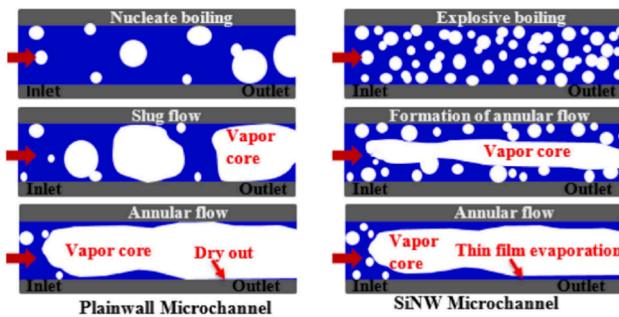 Nucleate boiling
Inlet
Outlet
Slug flow
Vapor
core
Inlet
Outlet
Annular flow
Vapor core
Dry out
Inlet
Outlet
Plainwall Microchannel
Explosive boiling
Inlet
Outlet
Formation of annular flow
Vapor core
Inlet
Outlet
Annular flow
Vapor
core
Thin film evaporation
Inlet
Outlet
SiNW Microchannel